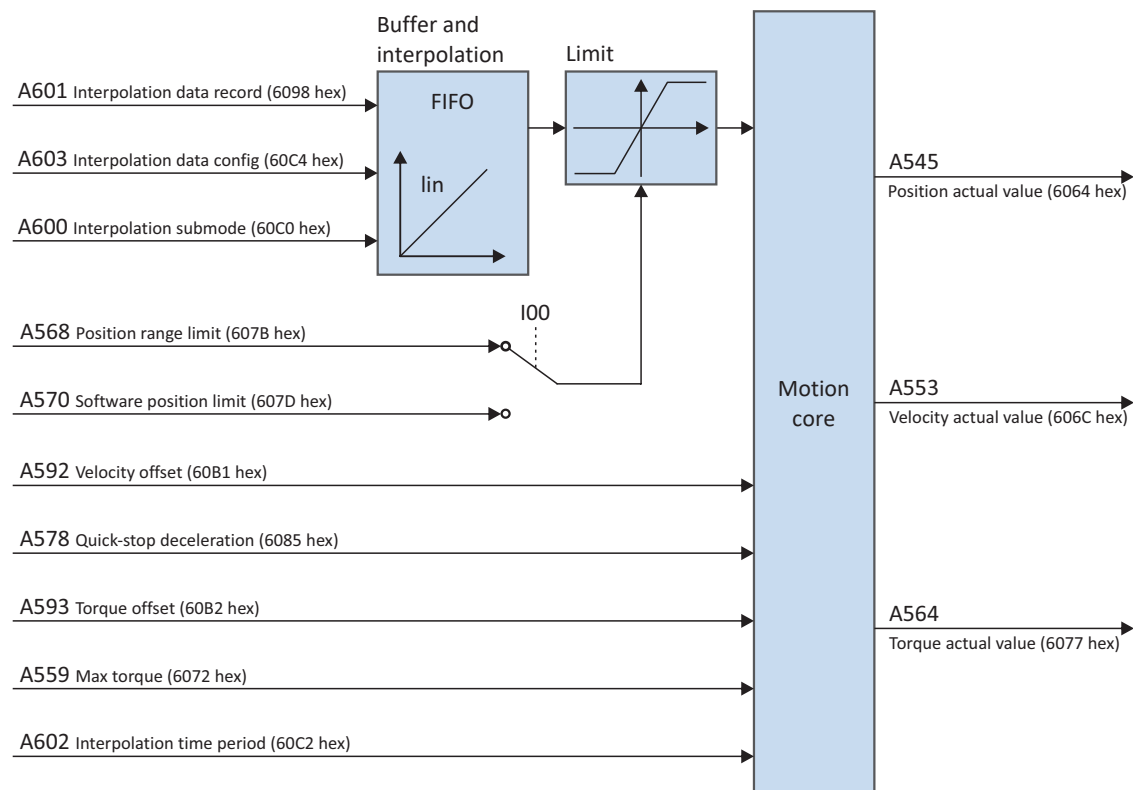 Buffer and
interpolation
Limit
A601 Interpolation data record (6098 hex)
FIFO
A603 Interpolation data config (60C4 hex)
lin
A545
Position actual value (6064 hex)
A600 Interpolation submode (60C0 hex)
I00
A568 Position range limit (607B hex)
Motion
core
A553
Velocity actual value (606C hex)
A570 Software position limit (607D hex)
A592 Velocity offset (60B1 hex)
A578 Quick-stop deceleration (6085 hex)
A593 Torque offset (60B2 hex)
A564
Torque actual value (6077 hex)
A559 Max torque (6072 hex)
A602 Interpolation time period (60C2 hex)